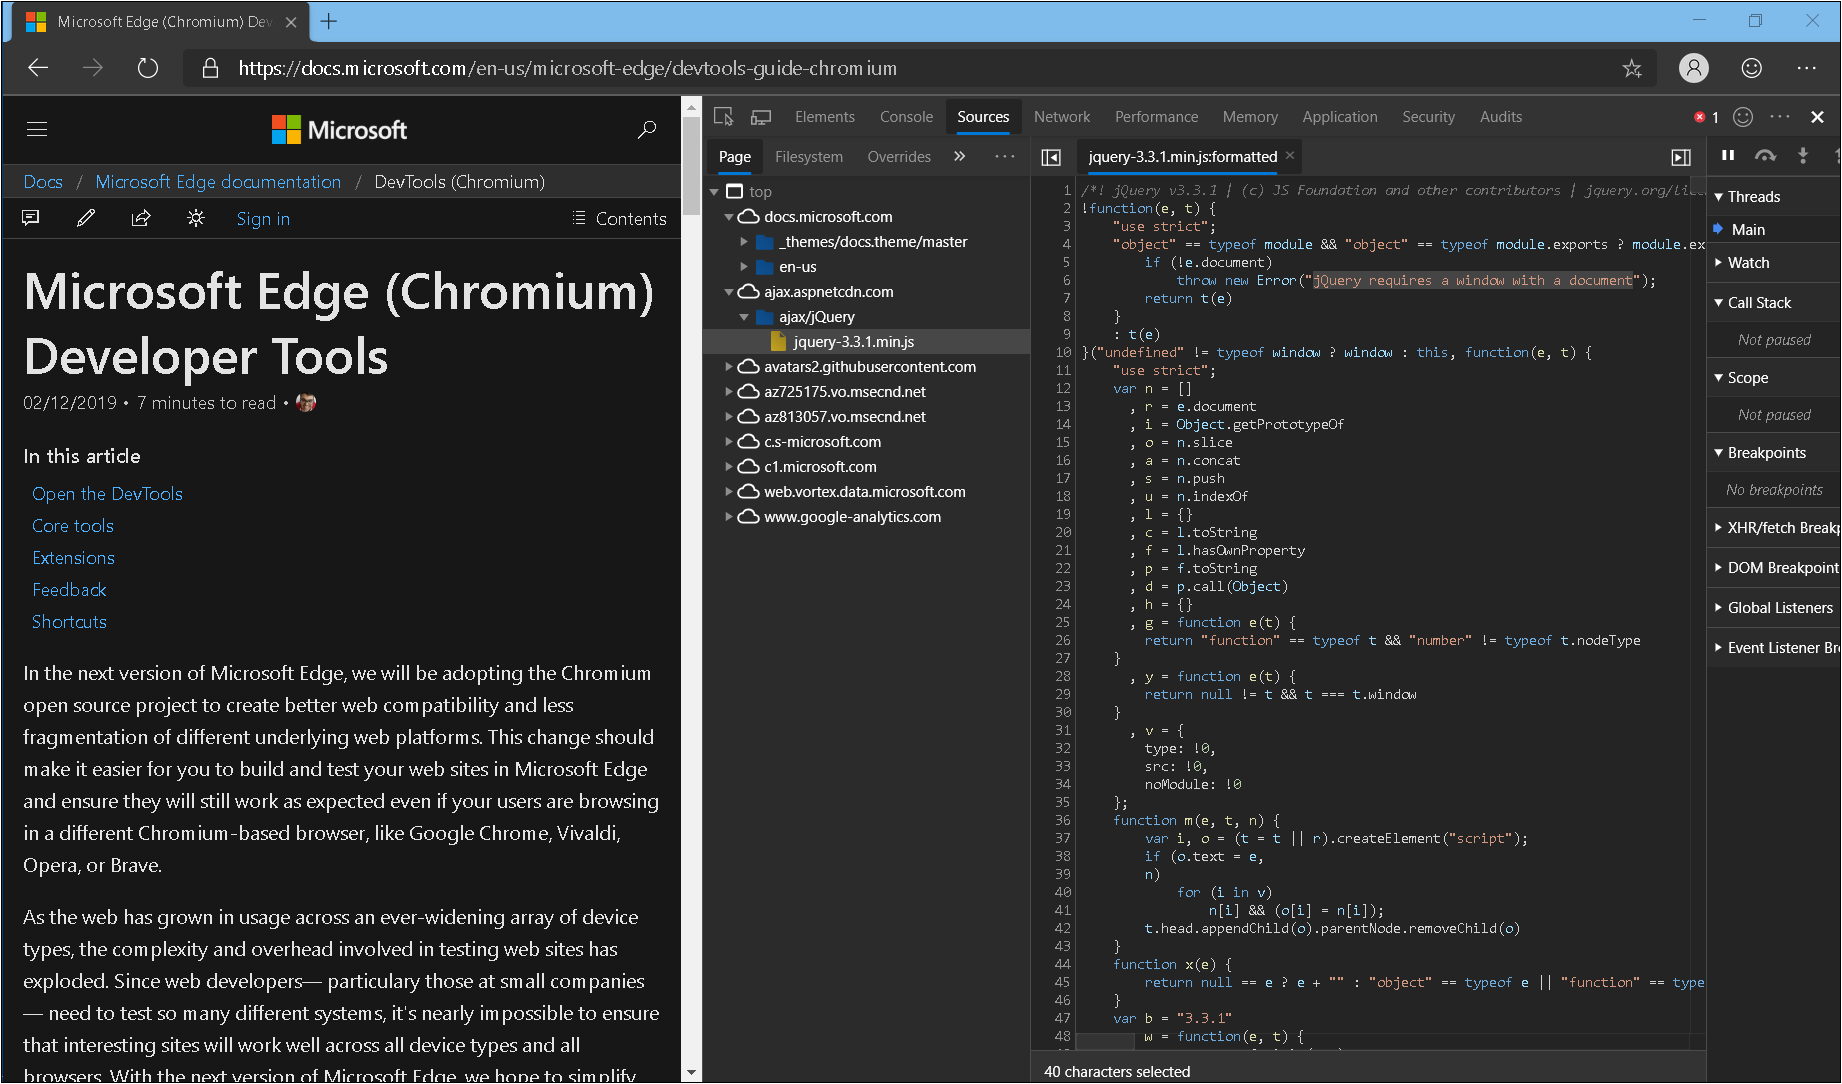 Microsoft Edge (Chromium) Dev
https://docs.microsoft.com/en-us/microsoft-edge/devtools-guide-chromium
Microsoft
Docs / Microsoft Edge documentation / DevTools (Chromium)
Sign in
Contents
Microsoft Edge (Chromium)
Developer Tools
02/12/2019 • 7 minutes to read •
In this article
Open the DevTools
Core tools
Extensions
Feedback
Shortcuts
In the next version of Microsoft Edge, we will be adopting the Chromium
open source project to create better web compatibility and less
fragmentation of different underlying web platforms. This change should
make it easier for you to build and test your web sites in Microsoft Edge
and ensure they will still work as expected even if your users are browsing
in a different Chromium-based browser, like Google Chrome, Vivaldi,
Opera, or Brave.
As the web has grown in usage across an ever-widening array of device
types, the complexity and overhead involved in testing web sites has
exploded. Since web developers— particulary those at small companies
— need to test so many different systems, it's nearly impossible to ensure
that interesting sites will work well across all device types and all
browsers. With the next version of Microsoft Edge, we hope to simplify
Elements Console Sources Network Performance Memory Application Security Audits 1
Page Filesystem Overrides
top
docs.microsoft.com
_themes/docs.theme/master
en-us
ajax.aspnetcdn.com
ajax/jQuery
jquery-3.3.1.min.js
avatars2.githubusercontent.com
az725175.vo.msecnd.net
az813057.vo.msecnd.net
c.s-microsoft.com
c1.microsoft.com
web.vortex.data.microsoft.com
www.google-analytics.com
jquery-3.3.1.min.js:formatted
1 /*! jQuery v3.3.1 | (c) JS Foundation and other contributors | jquery.org/lice
2 !function(e, t) {
3 "use strict";
4 "object" == typeof module && "object" == typeof module.exports ? module.ex
5 if (!e.document)
6 throw new Error("jQuery requires a window with a document");
7 return t(e)
8 }
9 : t(e)
10 }("undefined" != typeof window ? window : this, function(e, t) {
11 "use strict";
12 var n = []
13 , r = e.document
14 , i = Object.getPrototypeOf
15 , o = n.slice
16 , a = n.concat
17 , s = n.push
18 , u = n.indexOf
19 , l = {}
20 , c = l.toString
21 , f = l.hasOwnProperty
22 , p = f.toString
23 , d = p.call(Object)
24 , h = {}
25 , g = function e(t) {
26 return "function" == typeof t && "number" != typeof t.nodeType
27 }
28 , y = function e(t) {
29 return null != t && t === t.window
30 }
31 , v = {
32 type: !0,
33 src: !0,
34 noModule: !0
35 };
36 function m(e, t, n) {
37 var i, o = (t = t || r).createElement("script");
38 if (o.text = e,
39 n)
40 for (i in v)
41 n[i] && (o[i] = n[i]);
42 t.head.appendChild(o).parentNode.removeChild(o)
43 }
44 function x(e) {
45 return null == e ? e + "" : "object" == typeof e || "function" == type
46 }
47 var b = "3.3.1"
48 , w = function(e, t) {
40 characters selected
Threads
Main
Watch
Call Stack
Not paused
Scope
Not paused
Breakpoints
No breakpoints
XHR/fetch Breakp
DOM Breakpoint
Global Listeners
Event Listener Bre